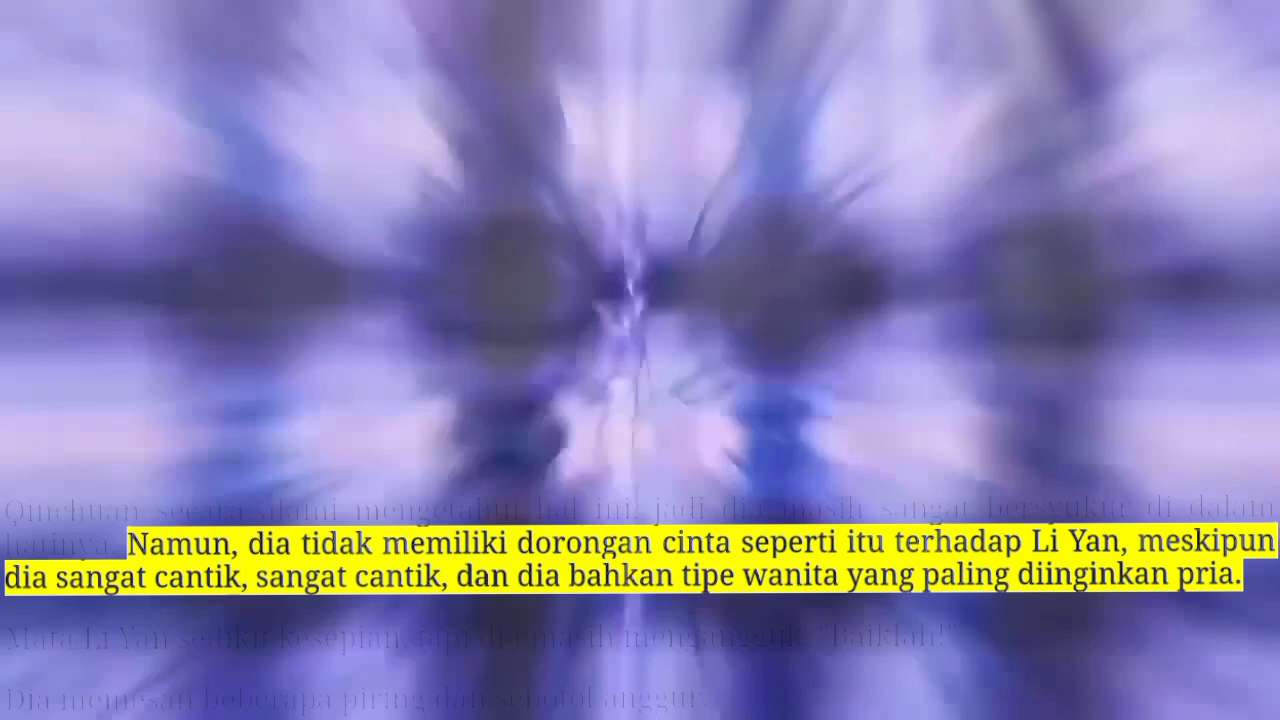 Qinchuan secara alami mengetahui hal ini, jadi dia masih sangat bersyukur di dalam
hatinya. Namun, dia tidak memiliki dorongan cinta seperti itu terhadap Li Yan, meskipun
dia sangat cantik, sangat cantik, dan dia bahkan tipe wanita yang paling diinginkan pria.
Mata Li Yan sedikit kesepian, tapi dia masih mengangguk. "Baiklah!"
Dia memesan beberapa piring dan sebotol anggur.